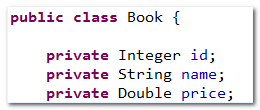 public class Book {
private Integer id;
private String name;
private Double price;